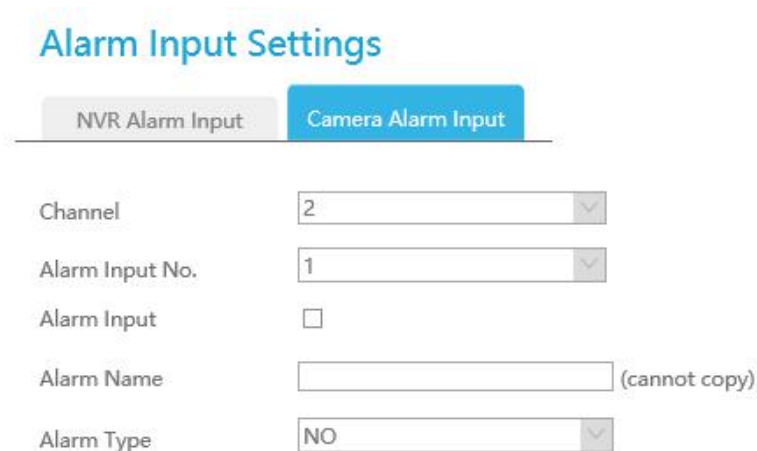 Alarm Input Settings
NVR Alarm Input Camera Alarm Input
Channel 2
Alarm Input No. 1
Alarm Input
Alarm Name (cannot copy)
Alarm Type NO